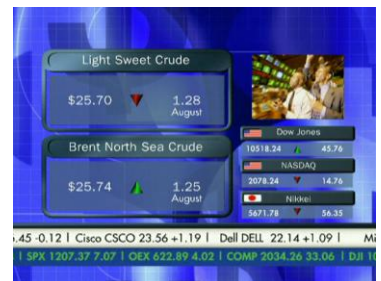 Light Sweet Crude
$25.70 1.28
August
Brent North Sea Crude
$25.74 1.25
August
Dow Jones
10518.24 45.76
NASDAQ
2078.24 14.76
Nikkei
5671.78 56.35
.45 -0.12 | Cisco CSCO 23.56 +1.19 | Dell DELL 22.14 +1.09 | Mi
| SPX 1207.37 7.07 | OEX 622.89 4.02 | COMP 2034.26 33.06 | DJI 10